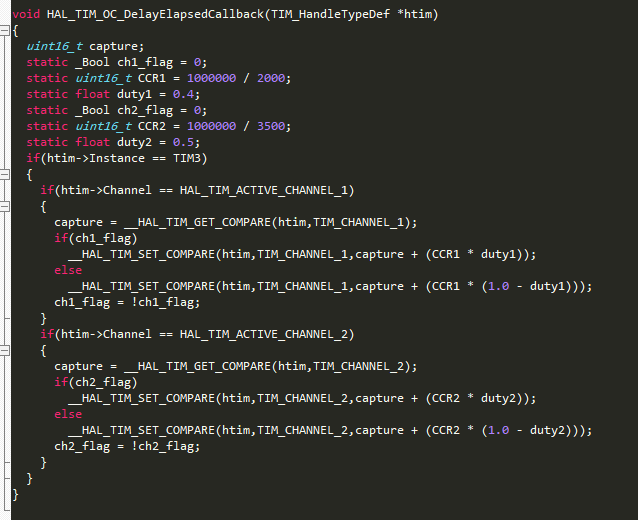 void HAL_TIM_OC_DelayElapsedCallback(TIM_HandleTypeDef *htim)
{
  uint16_t capture;
  static _Bool ch1_flag = 0;
  static uint16_t CCR1 = 1000000 / 2000;
  static float duty1 = 0.4;
  static _Bool ch2_flag = 0;
  static uint16_t CCR2 = 1000000 / 3500;
  static float duty2 = 0.5;
  if(htim->Instance == TIM3)
  {
    if(htim->Channel == HAL_TIM_ACTIVE_CHANNEL_1)
    {
      capture = __HAL_TIM_GET_COMPARE(htim,TIM_CHANNEL_1);
      if(ch1_flag)
        __HAL_TIM_SET_COMPARE(htim,TIM_CHANNEL_1,capture + (CCR1 * duty1));
      else
        __HAL_TIM_SET_COMPARE(htim,TIM_CHANNEL_1,capture + (CCR1 * (1.0 - duty1)));
      ch1_flag = !ch1_flag;
    }
    if(htim->Channel == HAL_TIM_ACTIVE_CHANNEL_2)
    {
      capture = __HAL_TIM_GET_COMPARE(htim,TIM_CHANNEL_2);
      if(ch2_flag)
        __HAL_TIM_SET_COMPARE(htim,TIM_CHANNEL_2,capture + (CCR2 * duty2));
      else
        __HAL_TIM_SET_COMPARE(htim,TIM_CHANNEL_2,capture + (CCR2 * (1.0 - duty2)));
      ch2_flag = !ch2_flag;
    }
  }
}